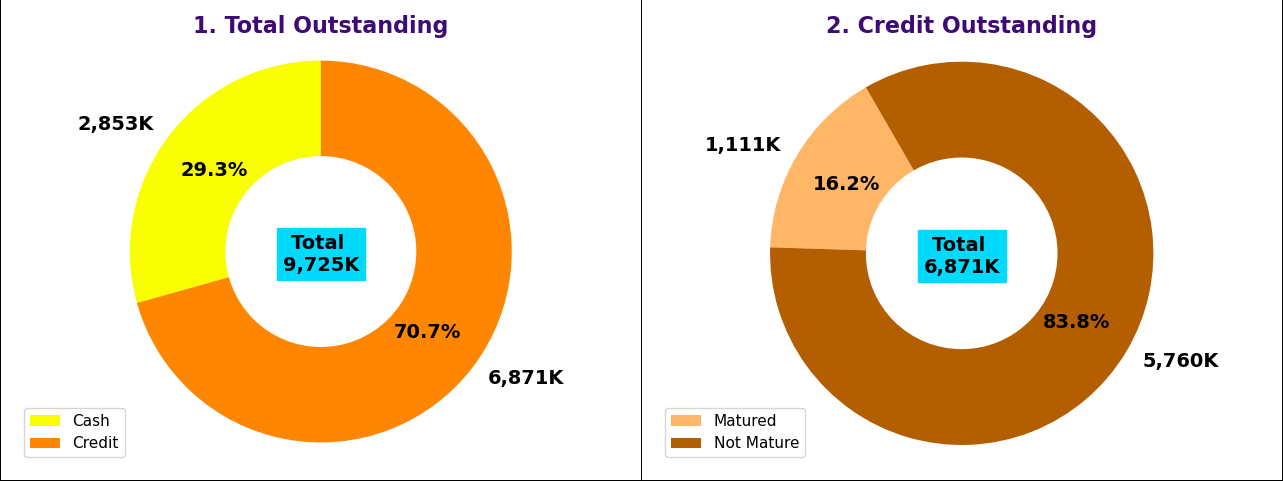 1. Total Outstanding
2,853K
29.3%
Total
9,725K
70.7%
6,871K
Cash
Credit
2. Credit Outstanding
1,111K
16.2%
Total
6,871K
83.8%
5,760K
Matured
Not Mature